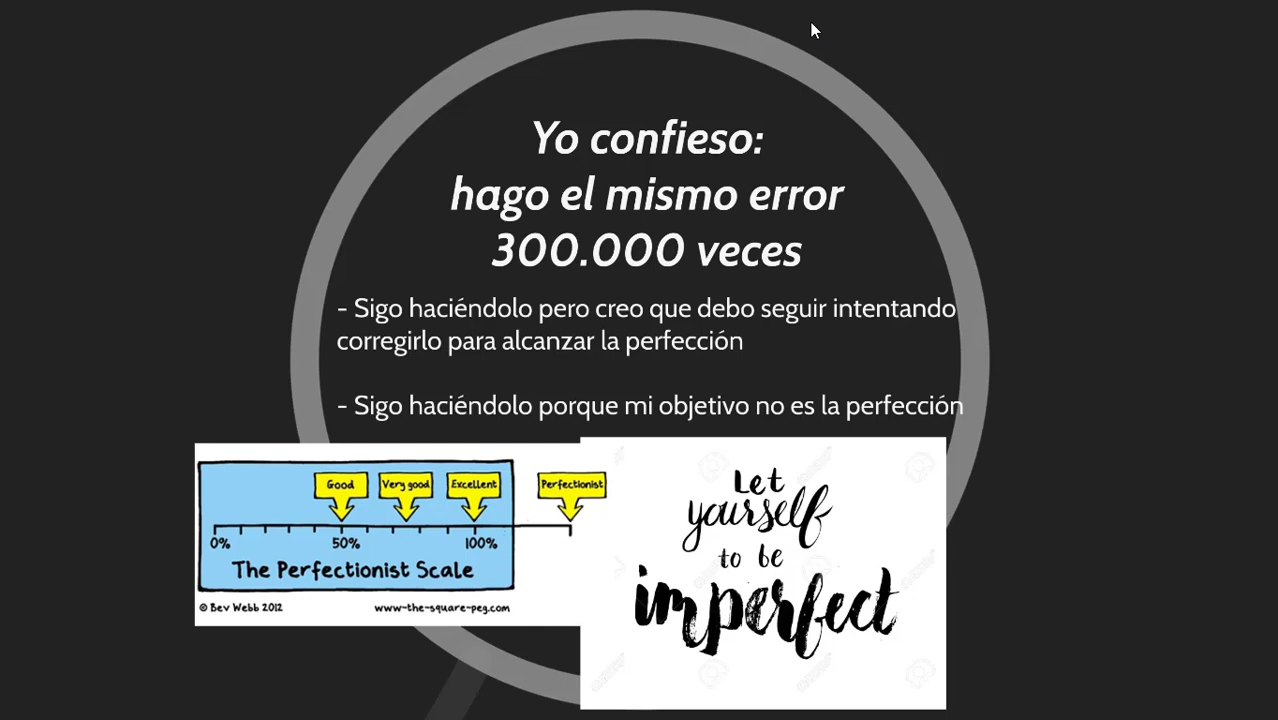 Yo confieso:
hago el mismo error
300.000 veces
- Sigo haciéndolo pero creo que debo seguir intentando
corregirlo para alcanzar la perfección
- Sigo haciéndolo porque mi objetivo no es la perfección
Good
Very good
Excellent
Perfectionist
0%
50%
100%
The Perfectionist Scale
© Bev Webb 2012
www-the-square-peg.com
Let
yourself
to be
imperfect